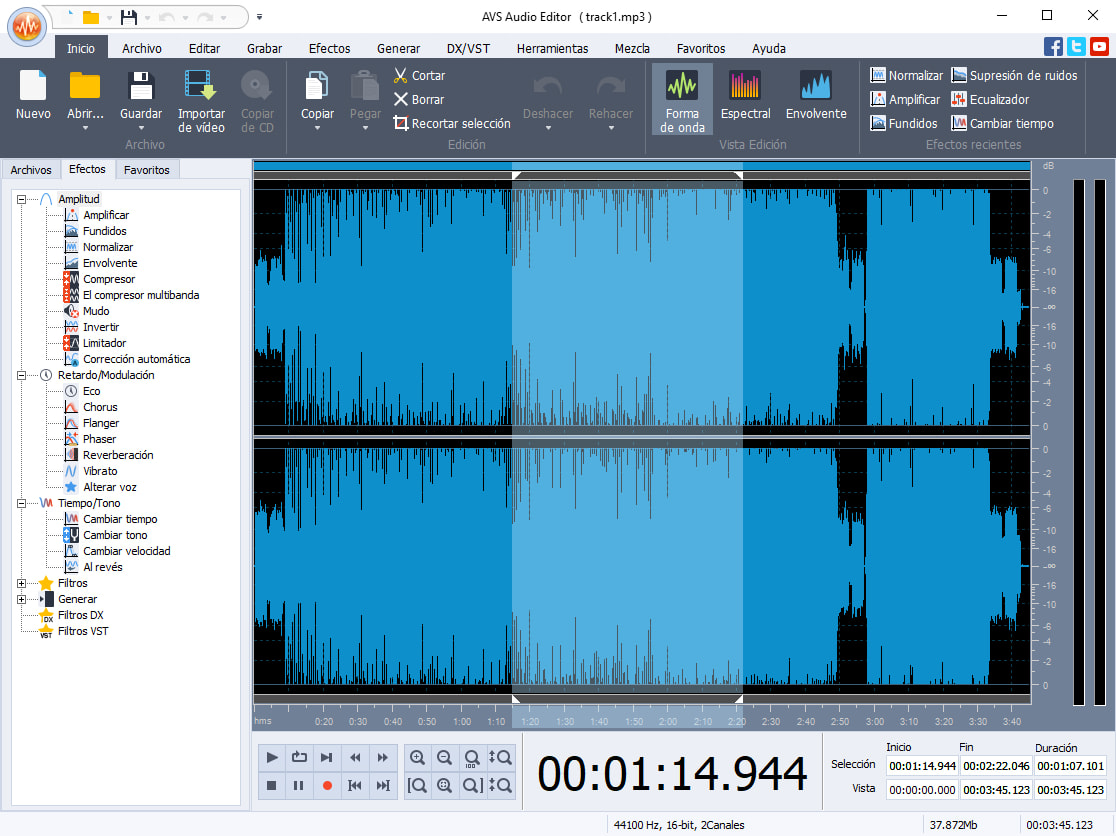 AVS Audio Editor ( track1.mp3 )
Inicio Archivo Editar Grabar Efectos Generar DX/VST Herramientas Mezcla Favoritos Ayuda
Nuevo Abrir... Guardar Importar de vídeo Copiar de CD
Archivo
Copiar Pegar Cortar
Borrar
Recortar selección
Deshacer Rehacer
Edición
Forma de onda Espectral Envolvente
Vista Edición
Normalizar Supresión de ruidos
Amplificar Ecualizador
Fundidos Cambiar tiempo
Efectos recientes
Archivos Efectos Favoritos
Amplitud
Amplificar
Fundidos
Normalizar
Envolvente
Compresor
El compresor multibanda
Mudo
Invertir
Limitador
Corrección automática
Retardo/Modulación
Eco
Chorus
Flanger
Phaser
Reverberación
Vibrato
Alterar voz
Tiempo/Tono
Cambiar tiempo
Cambiar tono
Cambiar velocidad
Al revés
Filtros
Generar
DX Filtros DX
VST Filtros VST
dB
0
-2
-4
-6
-10
-16
-∞
-16
-10
-6
-4
-2
0
0
-2
-4
-6
-10
-16
-∞
-16
-10
-6
-4
-2
0
hms 0:20 0:30 0:40 0:50 1:00 1:10 1:20 1:30 1:40 1:50 2:00 2:10 2:20 2:30 2:40 2:50 3:00 3:10 3:20 3:30 3:40
100
00:01:14.944
Inicio Fin Duración
Selección 00:01:14.944 00:02:22.046 00:01:07.101
Vista 00:00:00.000 00:03:45.123 00:03:45.123
44100 Hz, 16-bit, 2Canales 37.872Mb 00:03:45.123